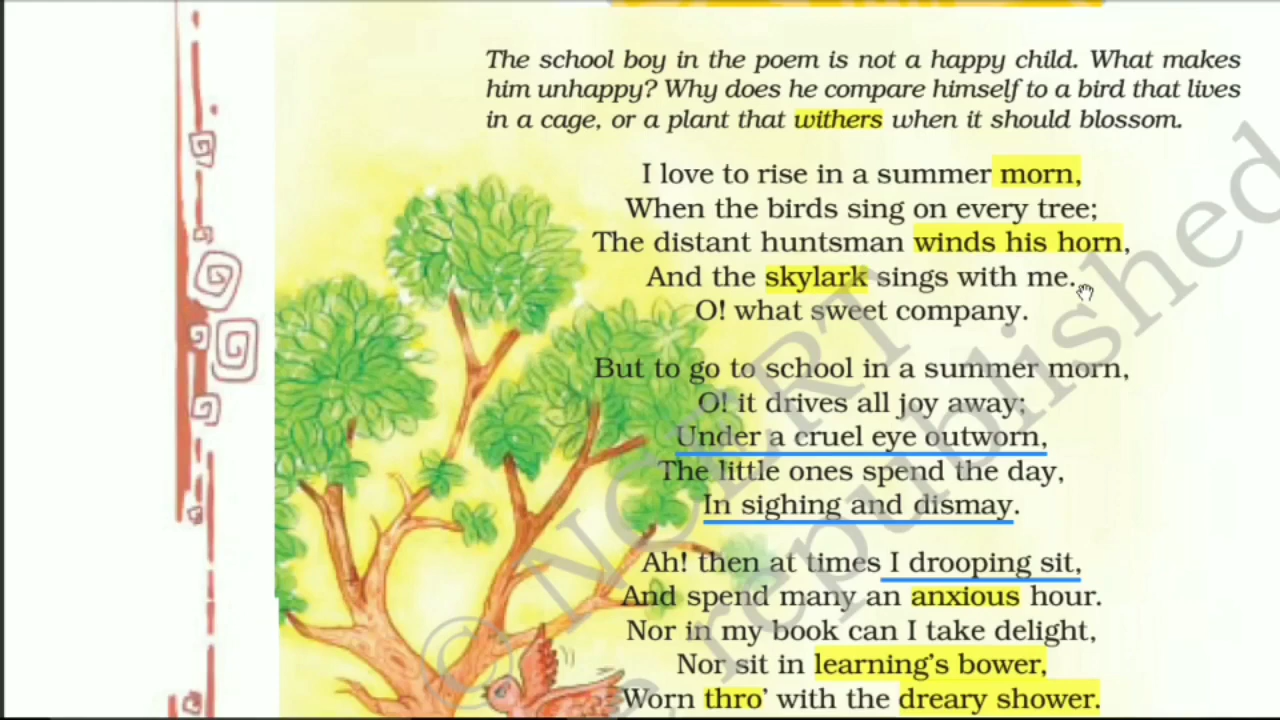 The school boy in the poem is not a happy child. What makes
him unhappy? Why does he compare himself to a bird that lives
in a cage, or a plant that withers when it should blossom.
I love to rise in a summer morn,
When the birds sing on every tree;
The distant huntsman winds his horn,
And the skylark sings with me.
O! what sweet company.
But to go to school in a summer morn,
O! it drives all joy away;
Under a cruel eye outworn,
The little ones spend the day,
In sighing and dismay.
Ah! then at times I drooping sit,
And spend many an anxious hour.
Nor in my book can I take delight,
Nor sit in learning's bower,
Worn thro' with the dreary shower.
© NCERT
republished